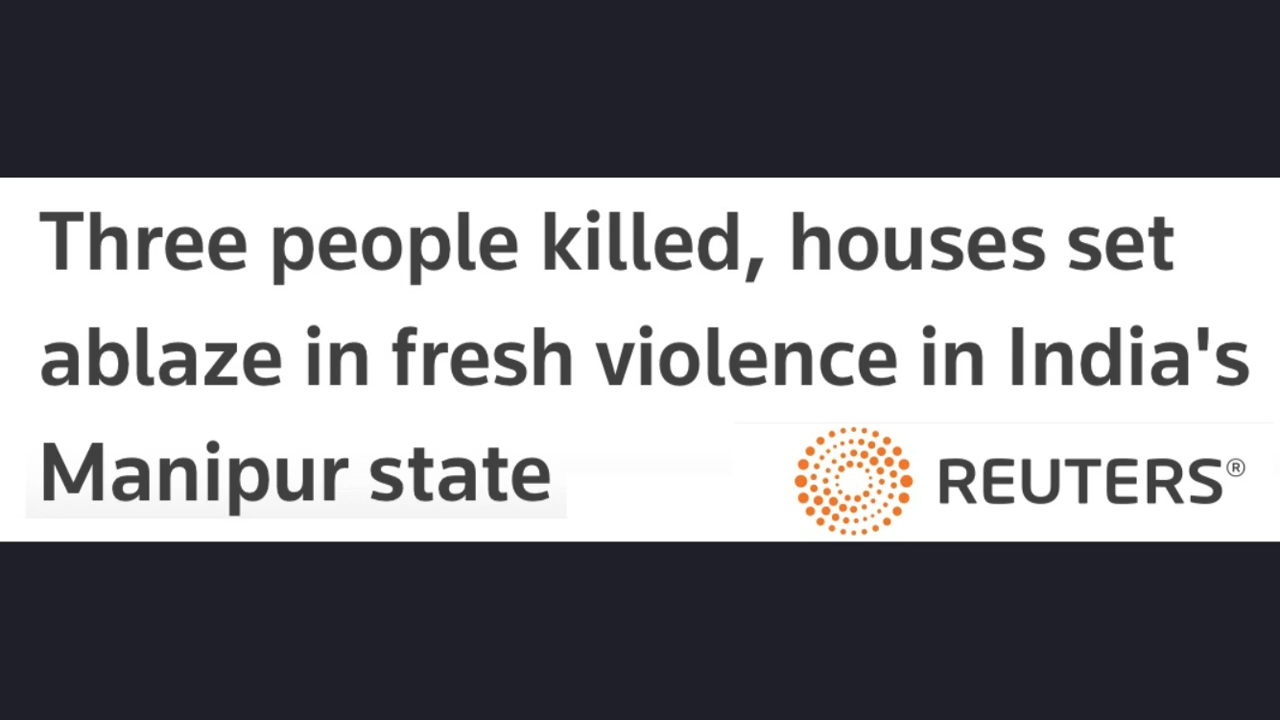 Three people killed, houses set
ablaze in fresh violence in India's
Manipur state
REUTERS®